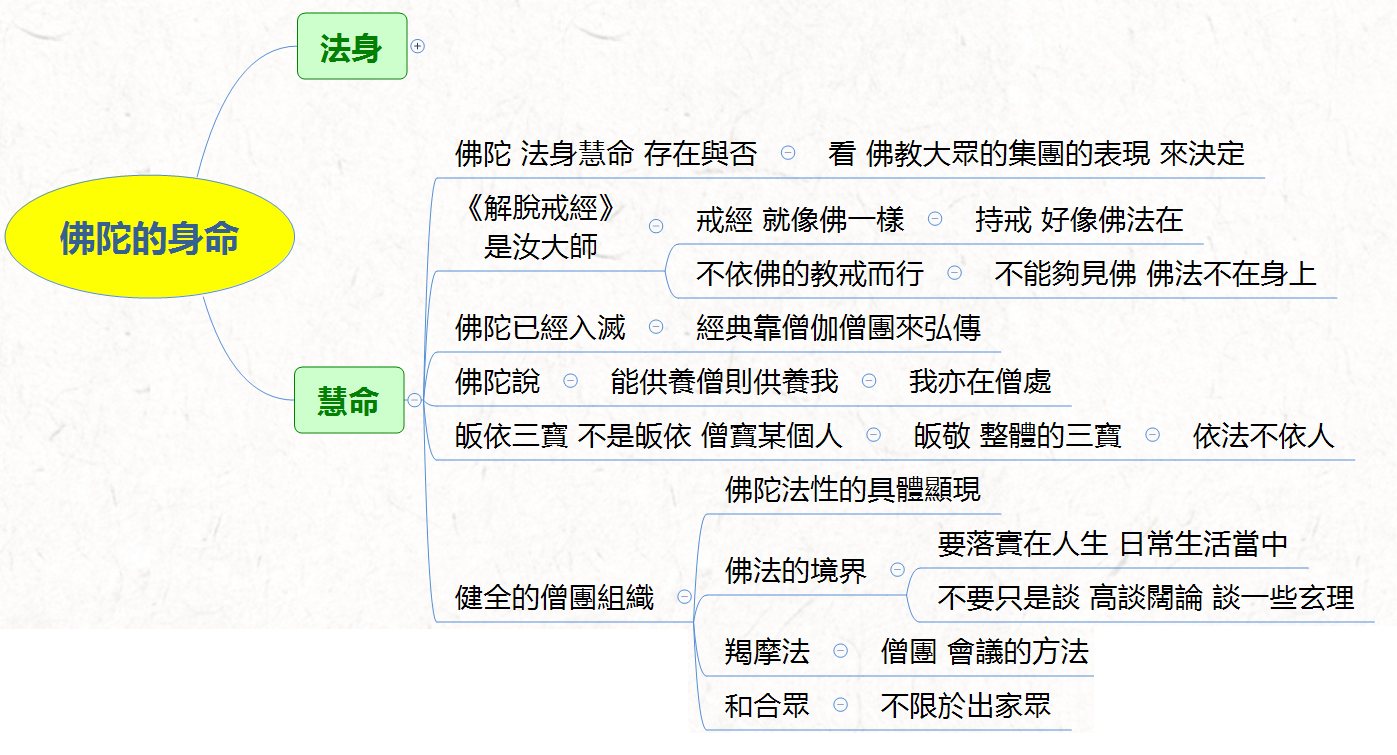 法身
佛陀的身命
慧命
佛陀 法身慧命 存在與否
看 佛教大眾的集團的表現 來決定
《解脫戒經》
是汝大師
戒經 就像佛一樣
持戒 好像佛法在
不依佛的教戒而行
不能夠見佛 佛法不在身上
佛陀已經入滅
經典靠僧伽僧團來弘傳
佛陀說
能供養僧則供養我
我亦在僧處
皈依三寶 不是皈依 僧寶某個人
皈敬 整體的三寶
依法不依人
健全的僧團組織
佛陀法性的具體顯現
佛法的境界
要落實在人生 日常生活當中
不要只是談 高談闊論 談一些玄理
羯摩法
僧團 會議的方法
和合眾
不限於出家眾